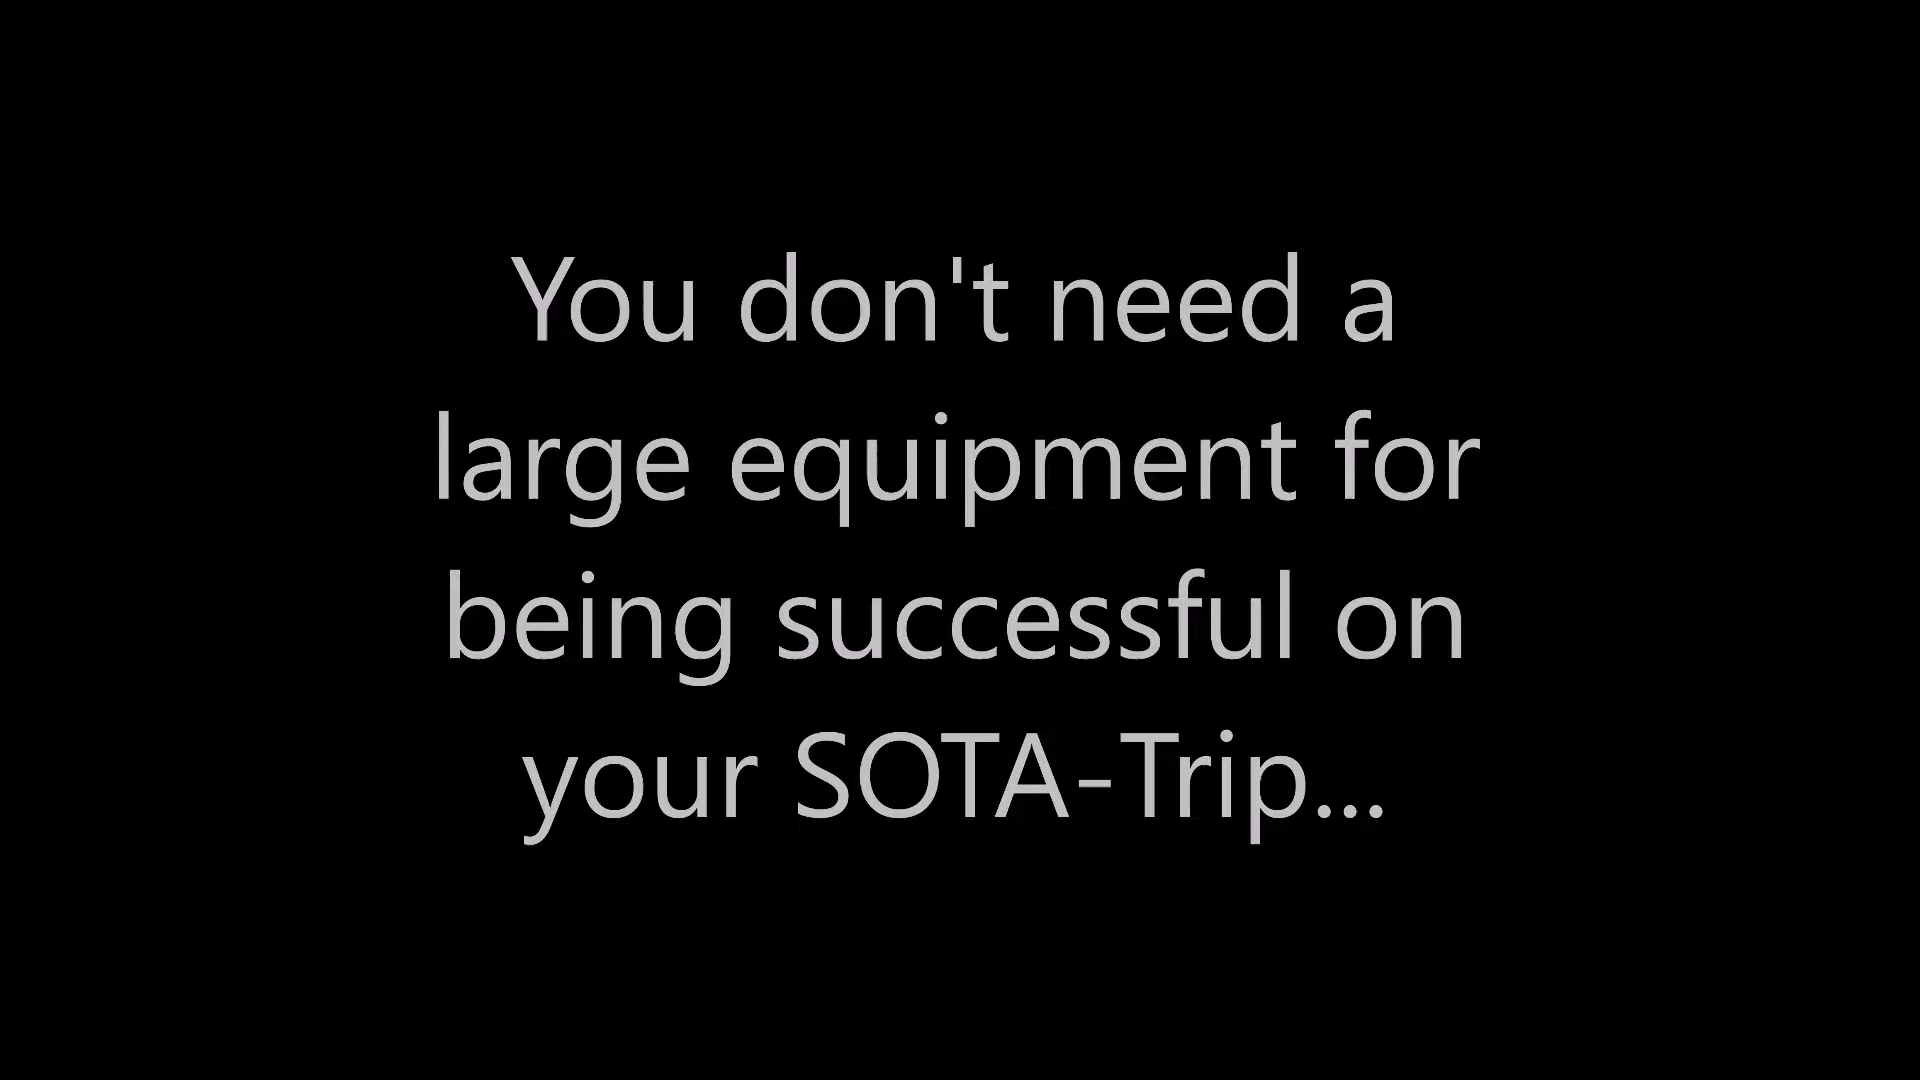 You don't need a
large equipment for
being successful on
your SOTA-Trip...